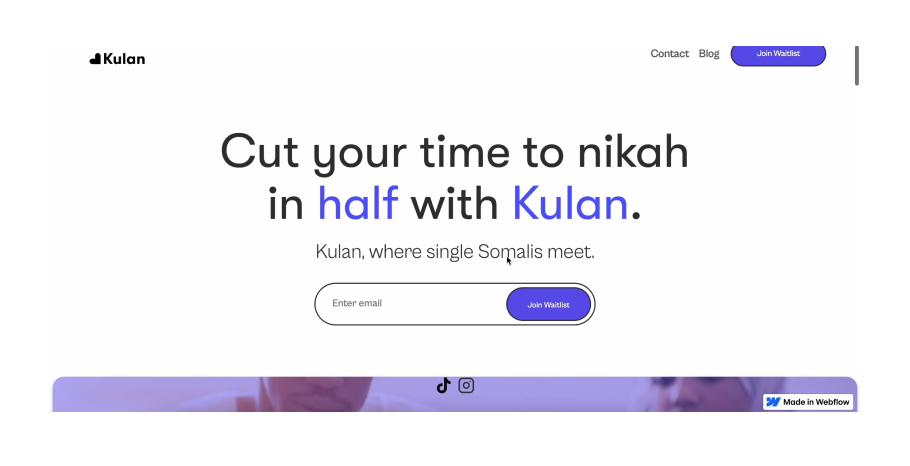 Kulan
Contact Blog Join Waitlist
Cut your time to nikah
in half with Kulan.
Kulan, where single Somalis meet.
Enter email Join Waitlist
Made in Webflow